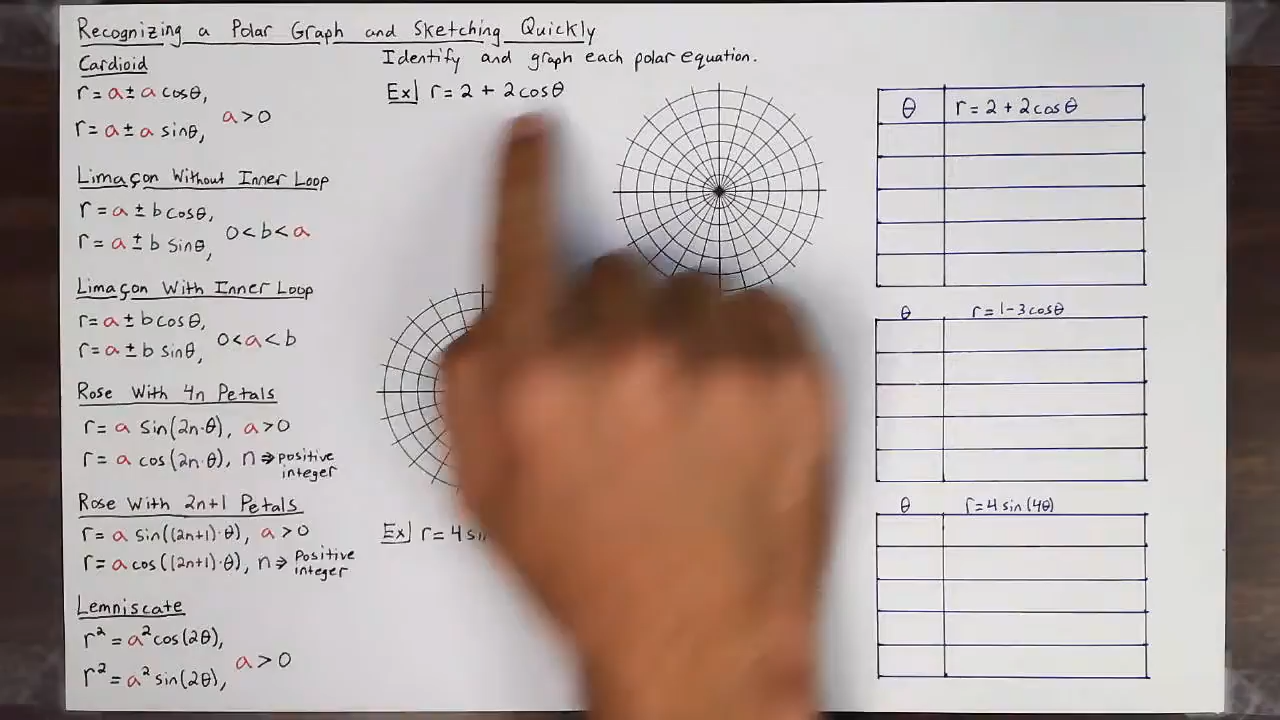 Recognizing a Polar Graph and Sketching Quickly
Cardioid
r = a ± a cosθ,
r = a ± a sinθ,
a > 0
Limaçon Without Inner Loop
r = a ± b cosθ,
r = a ± b sinθ,
0 < b < a
Limaçon With Inner Loop
r = a ± b cosθ,
r = a ± b sinθ,
0 < a < b
Rose With 4n Petals
r = a sin(2n·θ), a > 0
r = a cos(2n·θ), n ⇒ positive
integer
Rose With 2n+1 Petals
r = a sin((2n+1)·θ), a > 0
r = a cos((2n+1)·θ), n ⇒ Positive
integer
Lemniscate
r² = a² cos(2θ),
r² = a² sin(2θ),
a > 0
Identify and graph each polar equation.
Ex] r = 2 + 2cosθ
Ex] r = 4
θ r = 2 + 2cosθ
θ r = 1-3cosθ
θ r = 4 sin(4θ)